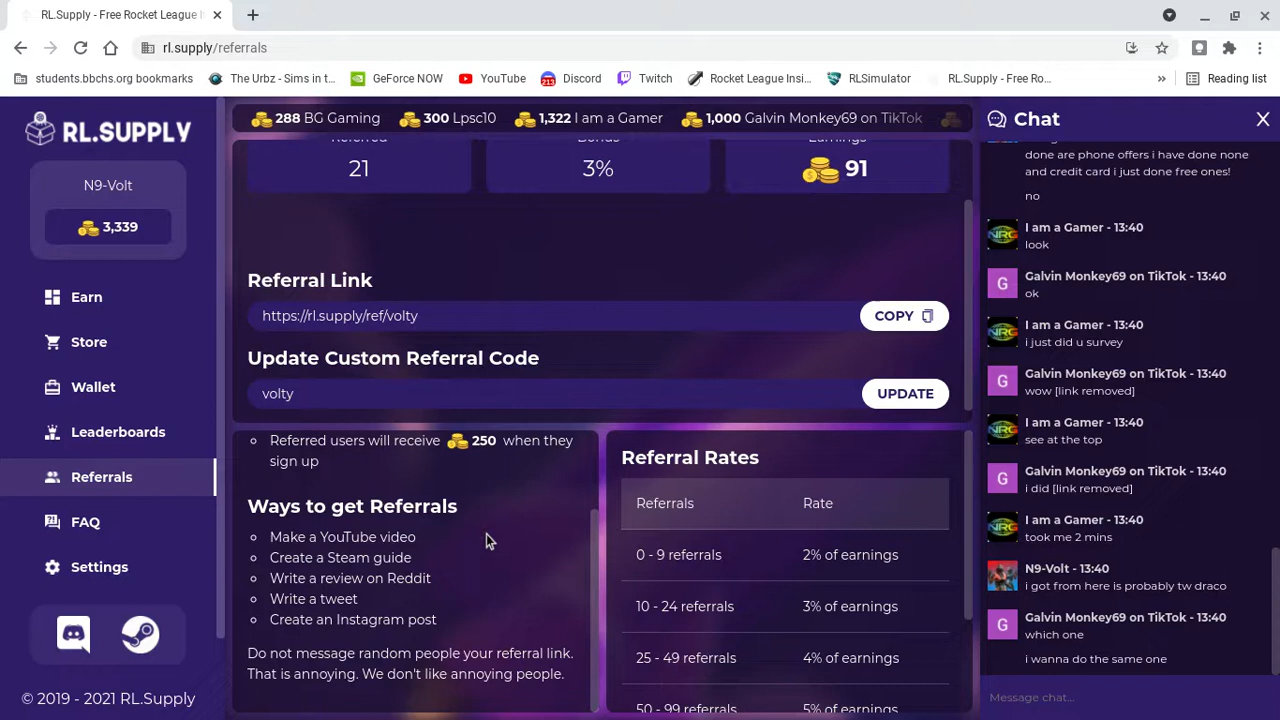 RL.Supply - Free Rocket League I
rl.supply/referrals
students.bbchs.org bookmarks
The Urbz - Sims in t...
GeForce NOW
YouTube
213
Discord
Twitch
Rocket League Insi...
RLSimulator
RL.Supply - Free Ro...
»
Reading list
RL.SUPPLY
N9-Volt
3,339
Earn
Store
Wallet
Leaderboards
Referrals
FAQ
Settings
© 2019 - 2021 RL.Supply
288 BG Gaming
300 Lpsc10
1,322 I am a Gamer
1,000 Galvin Monkey69 on TikTok
Referred
21
Bonus
3%
Earnings
91
Referral Link
https://rl.supply/ref/volty
COPY
Update Custom Referral Code
volty
UPDATE
Referred users will receive 250 when they
sign up
Ways to get Referrals
Make a YouTube video
Create a Steam guide
Write a review on Reddit
Write a tweet
Create an Instagram post
Do not message random people your referral link.
That is annoying. We don't like annoying people.
Referral Rates
Referrals Rate
0 - 9 referrals 2% of earnings
10 - 24 referrals 3% of earnings
25 - 49 referrals 4% of earnings
50 - 99 referrals 5% of earnings
Chat
done are phone offers i have done none
and credit card i just done free ones!
no
I am a Gamer - 13:40
look
Galvin Monkey69 on TikTok - 13:40
ok
I am a Gamer - 13:40
i just did u survey
Galvin Monkey69 on TikTok - 13:40
wow [link removed]
I am a Gamer - 13:40
see at the top
Galvin Monkey69 on TikTok - 13:40
i did [link removed]
I am a Gamer - 13:40
took me 2 mins
N9-Volt - 13:40
i got from here is probably tw draco
Galvin Monkey69 on TikTok - 13:40
which one
i wanna do the same one
Message chat...